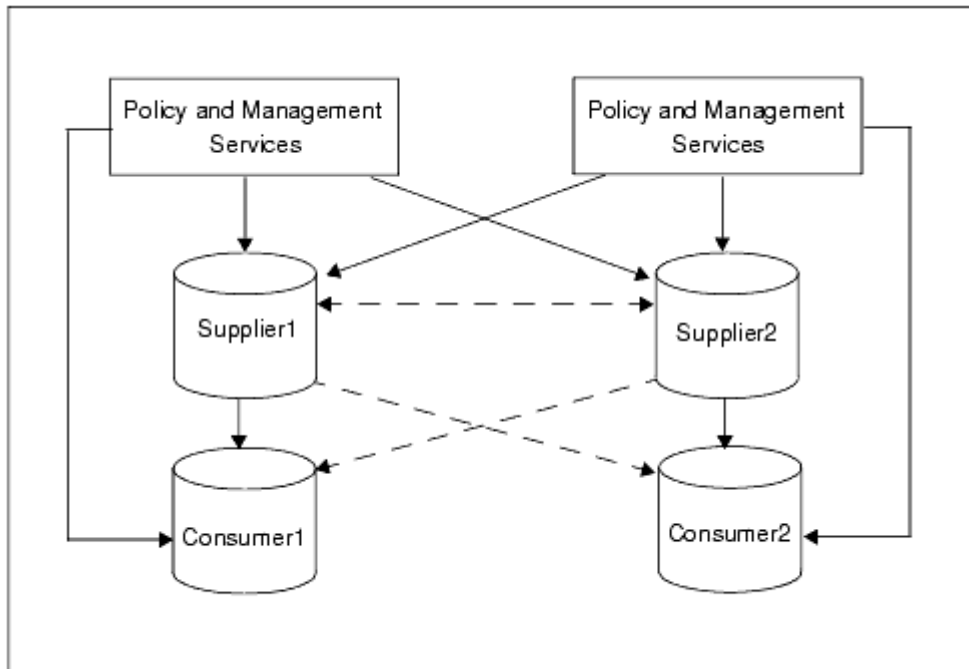 Policy and Management
Services
Policy and Management
Services
Supplier1
Supplier2
Consumer1
Consumer2